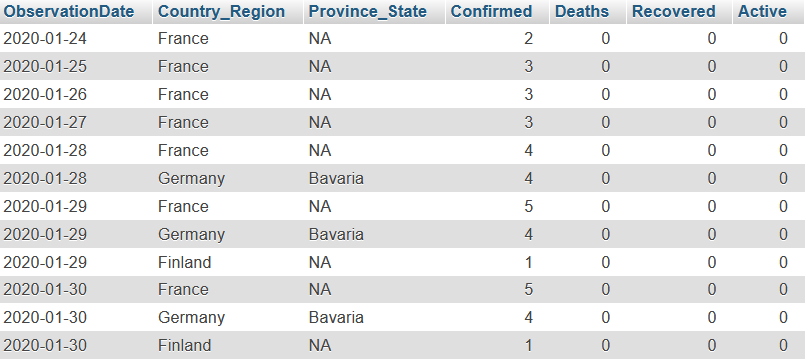 ObservationDate Country_Region Province_State Confirmed Deaths Recovered Active
2020-01-24 France NA 2 0 0 0
2020-01-25 France NA 3 0 0 0
2020-01-26 France NA 3 0 0 0
2020-01-27 France NA 3 0 0 0
2020-01-28 France NA 4 0 0 0
2020-01-28 Germany Bavaria 4 0 0 0
2020-01-29 France NA 5 0 0 0
2020-01-29 Germany Bavaria 4 0 0 0
2020-01-29 Finland NA 1 0 0 0
2020-01-30 France NA 5 0 0 0
2020-01-30 Germany Bavaria 4 0 0 0
2020-01-30 Finland NA 1 0 0 0